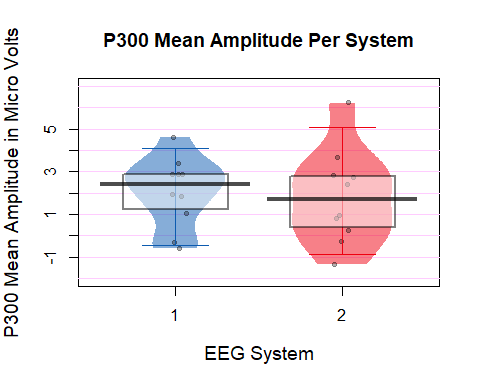 P300 Mean Amplitude Per System
P300 Mean Amplitude in Micro Volts
5
3
1
-1
1
2
EEG System